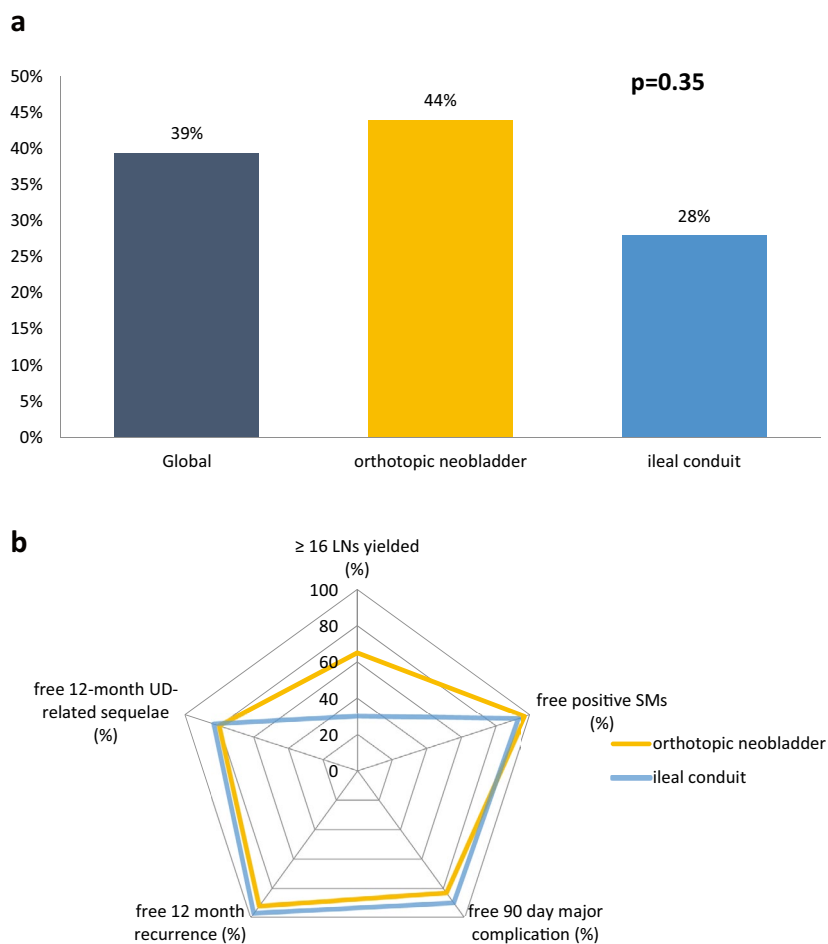 a
p=0.35
50%
45%
40%
35%
30%
25%
20%
15%
10%
5%
0%
39%
44%
28%
Global
orthotopic neobladder
ileal conduit
b
≥ 16 LNs yielded
(%)
100
80
60
40
20
0
free positive SMs
(%)
free 90 day major
complication (%)
free 12 month
recurrence (%)
free 12-month UD-
related sequelae
(%)
orthotopic neobladder
ileal conduit